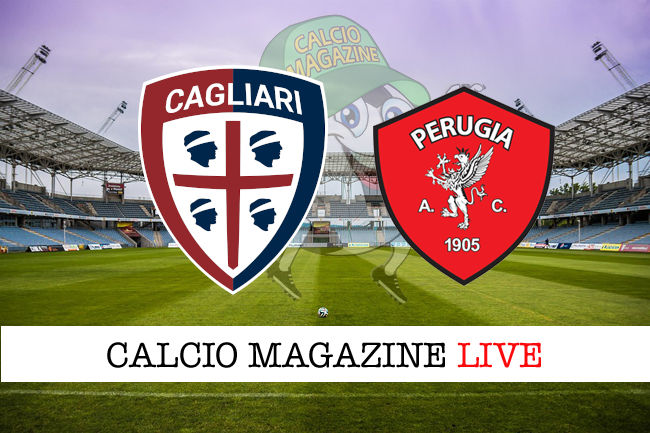 CALCIO
MAGAZINE
CAGLIARI
PERUGIA
A. C.
1905
CALCIO MAGAZINE LIVE